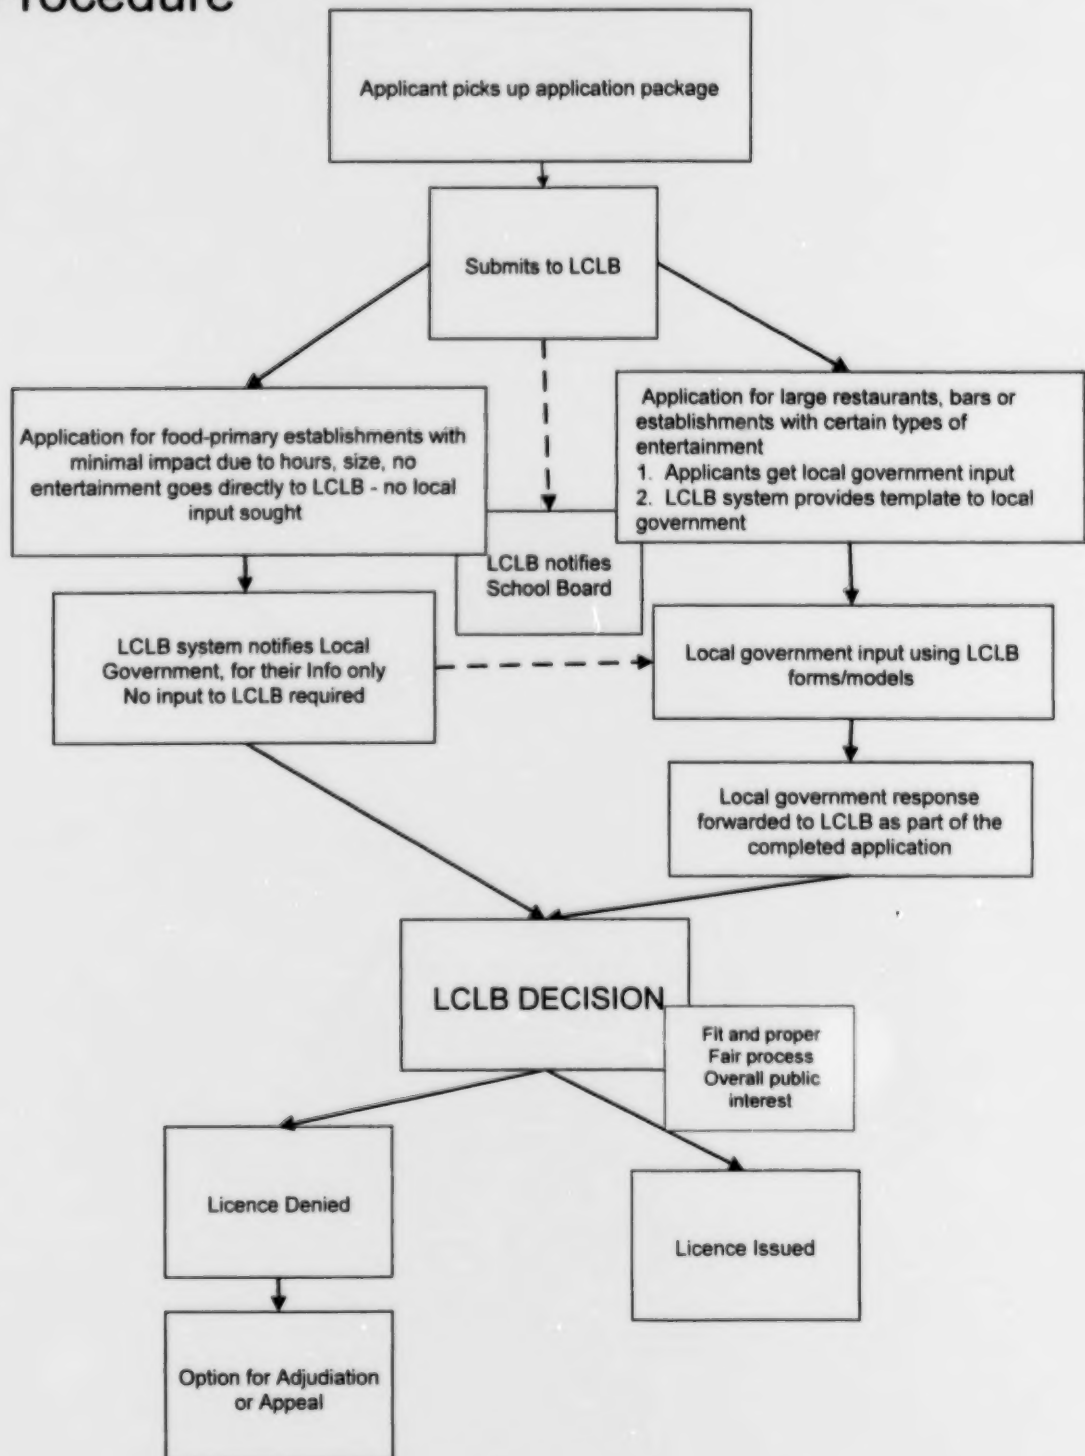 rocedure
Applicant picks up application package
Submits to LCLB
Application for food-primary establishments with
minimal impact due to hours, size, no
entertainment goes directly to LCLB - no local
input sought
Application for large restaurants, bars or
establishments with certain types of
entertainment
1. Applicants get local government input
2. LCLB system provides template to local
government
LCLB notifies
School Board
LCLB system notifies Local
Government, for their Info only
No input to LCLB required
Local government input using LCLB
forms/models
Local government response
forwarded to LCLB as part of the
completed application
LCLB DECISION
Fit and proper
Fair process
Overall public
interest
Licence Denied
Licence Issued
Option for Adjudiation
or Appeal